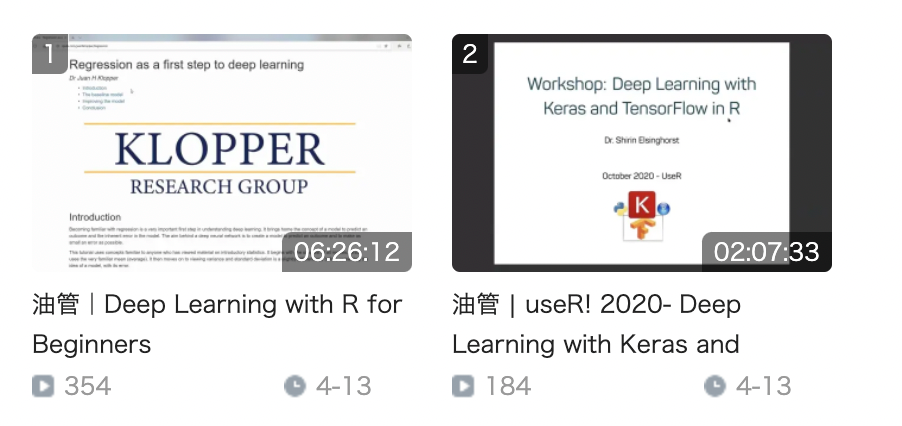 1
Regression as a first step to deep learning
Dr Juan H Klopper
Introduction
The baseline model
Improving the model
Conclusion
KLOPPER
RESEARCH GROUP
Introduction
06:26:12
油管｜Deep Learning with R for
Beginners
354
4-13
2
Workshop: Deep Learning with
Keras and TensorFlow in R
Dr. Shirin Elsinghorst
October 2020 - UseR
K
02:07:33
油管 | useR! 2020- Deep
Learning with Keras and
184
4-13